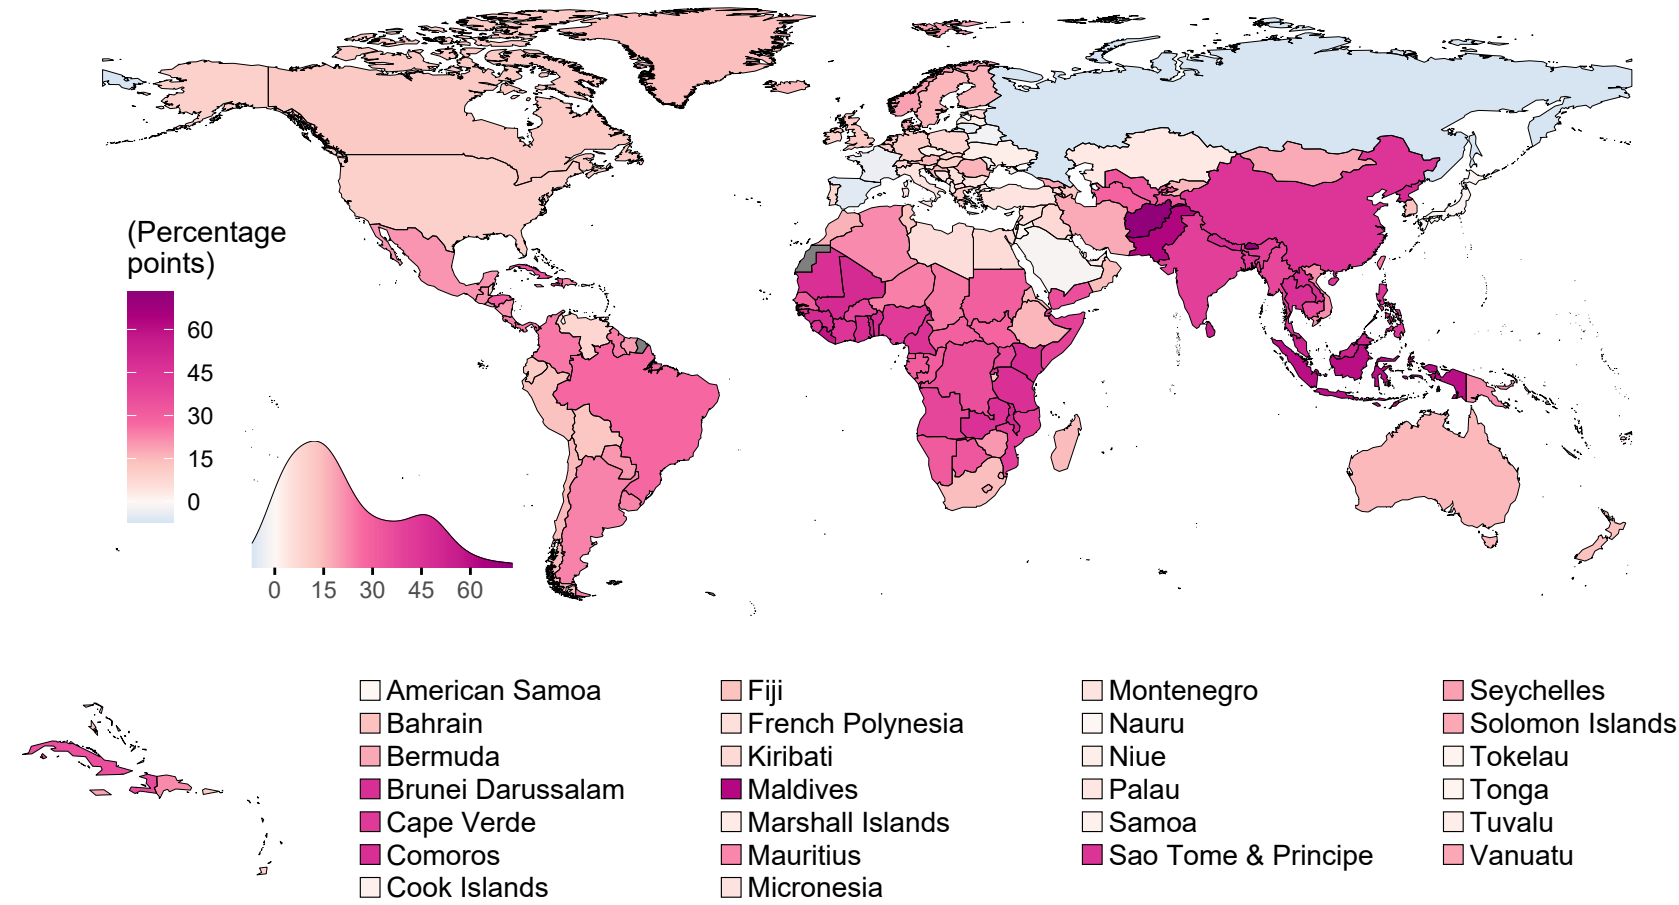 (Percentage
points)
60
45
30
15
0
0 15 30 45 60
American Samoa Fiji Montenegro Seychelles
Bahrain French Polynesia Nauru Solomon Islands
Bermuda Kiribati Niue Tokelau
Brunei Darussalam Maldives Palau Tonga
Cape Verde Marshall Islands Samoa Tuvalu
Comoros Mauritius Sao Tome & Principe Vanuatu
Cook Islands Micronesia